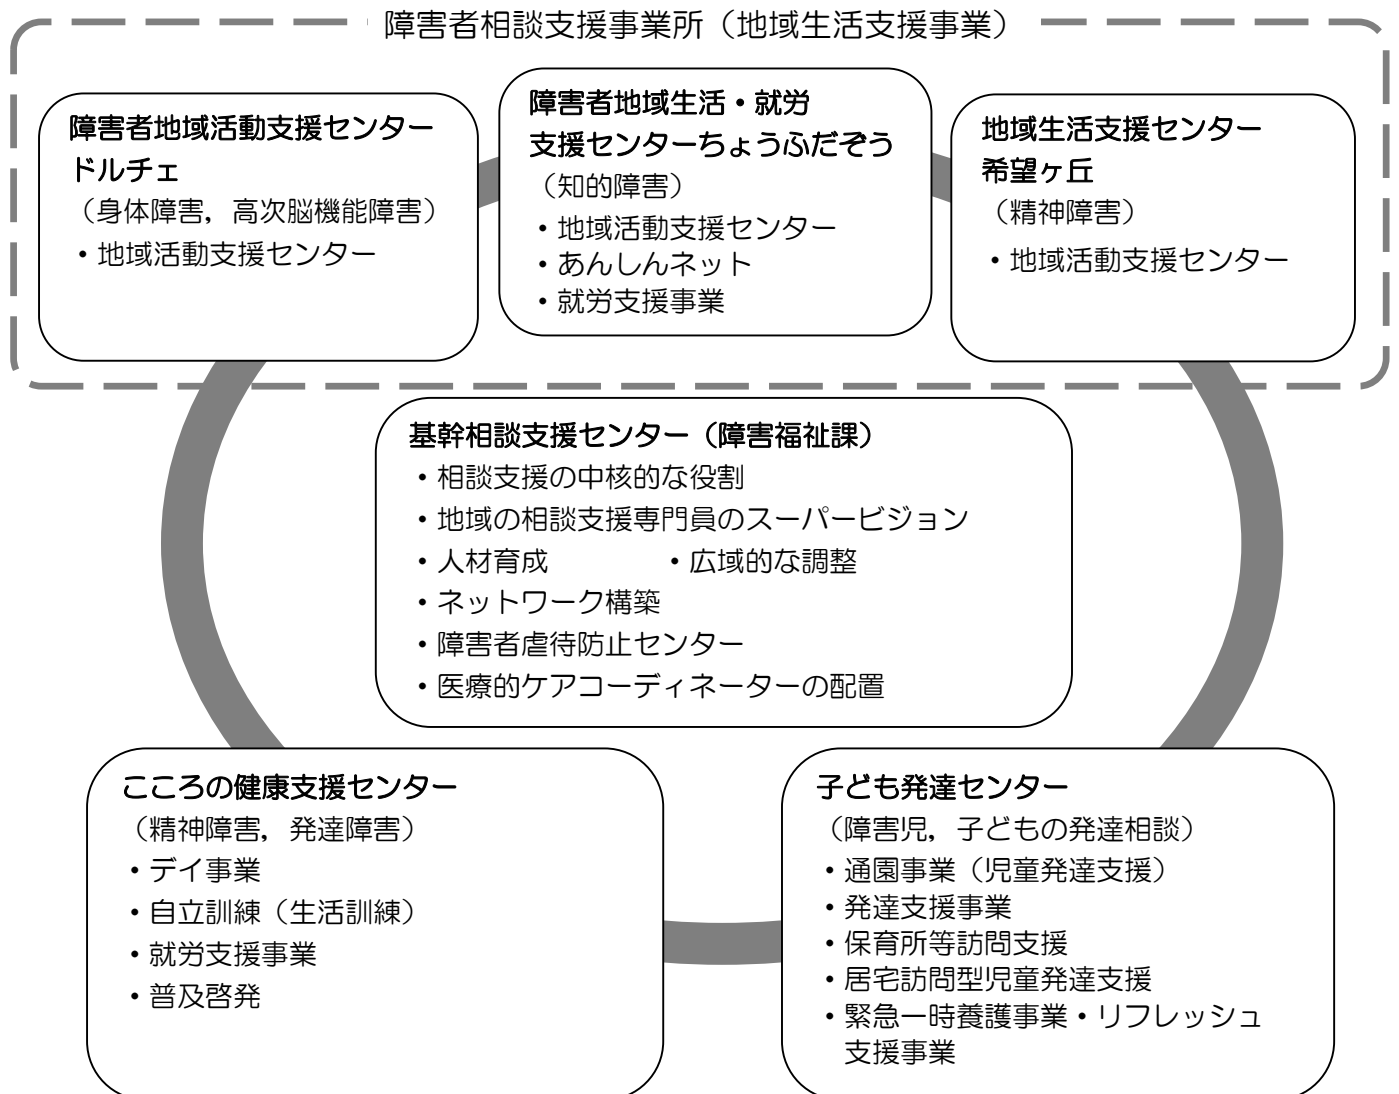 障害者相談支援事業所（地域生活支援事業）
障害者地域活動支援センター
ドルチェ
（身体障害，高次脳機能障害）
・地域活動支援センター
障害者地域生活・就労
支援センターちょうふだぞう
（知的障害）
・地域活動支援センター
・あんしんネット
・就労支援事業
地域生活支援センター
希望ヶ丘
（精神障害）
・地域活動支援センター
基幹相談支援センター（障害福祉課）
・相談支援の中核的な役割
・地域の相談支援専門員のスーパービジョン
・人材育成　　　・広域的な調整
・ネットワーク構築
・障害者虐待防止センター
・医療的ケアコーディネーターの配置
こころの健康支援センター
（精神障害，発達障害）
・デイ事業
・自立訓練（生活訓練）
・就労支援事業
・普及啓発
子ども発達センター
（障害児，子どもの発達相談）
・通園事業（児童発達支援）
・発達支援事業
・保育所等訪問支援
・居宅訪問型児童発達支援
・緊急一時養護事業・リフレッシュ
支援事業